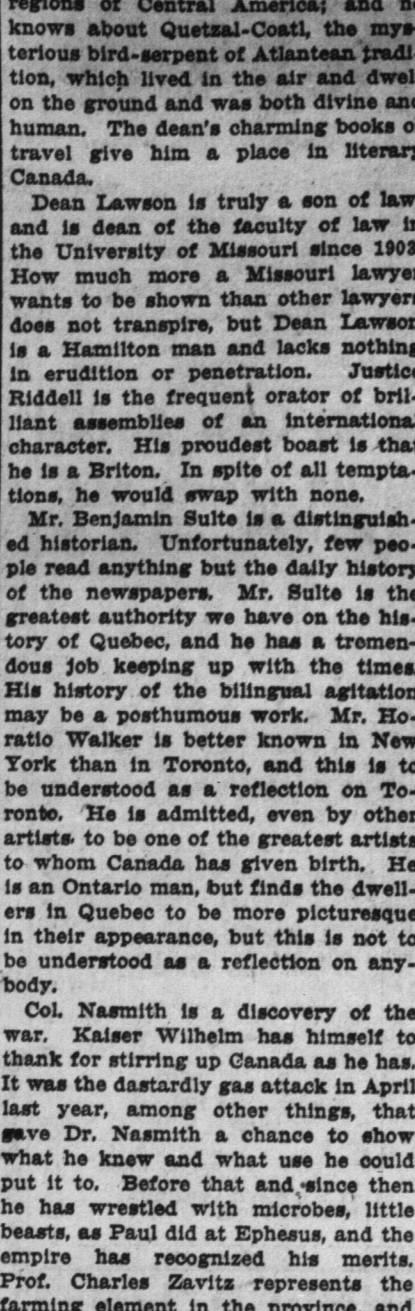 regions of Central America; and
knows about Quetzal-Coatl, the mys-
terious bird-serpent of Atlantean tradi-
tion, which lived in the air and dwel
on the ground and was both divine an
human. The dean's charming books o
travel give him a place in literar
Canada.
Dean Lawson is truly a son of law
and is dean of the faculty of law i
the University of Missouri since 1903
How much more a Missouri lawye
wants to be shown than other lawyer
does not transpire, but Dean Lawson
is a Hamilton man and lacks nothing
in erudition or penetration. Justice
Riddell is the frequent orator of bril-
liant assemblies of an international
character. His proudest boast is that
he is a Briton. In spite of all tempta-
tions, he would swap with none.
Mr. Benjamin Sulte is a distinguish-
ed historian. Unfortunately, few peo-
ple read anything but the daily history
of the newspapers. Mr. Sulte is the
greatest authority we have on the his-
tory of Quebec, and he has a tremen-
dous job keeping up with the times
His history of the bilingual agitation
may be a posthumous work. Mr. Ho-
ratio Walker is better known in New
York than in Toronto, and this is to
be understood as a reflection on To-
ronto. He is admitted, even by other
artists, to be one of the greatest artists
to whom Canada has given birth. He
is an Ontario man, but finds the dwell-
ers in Quebec to be more picturesque
in their appearance, but this is not to
be understood as a reflection on any-
body.
Col. Nasmith is a discovery of the
war. Kaiser Wilhelm has himself to
thank for stirring up Canada as he has.
It was the dastardly gas attack in April
last year, among other things, that
gave Dr. Nasmith a chance to show
what he knew and what use he could
put it to. Before that and since then
he has wrestled with microbes, little
beasts, as Paul did at Ephesus, and the
empire has recognized his merits.
Prof. Charles Zavitz represents the
farming element in the province, and